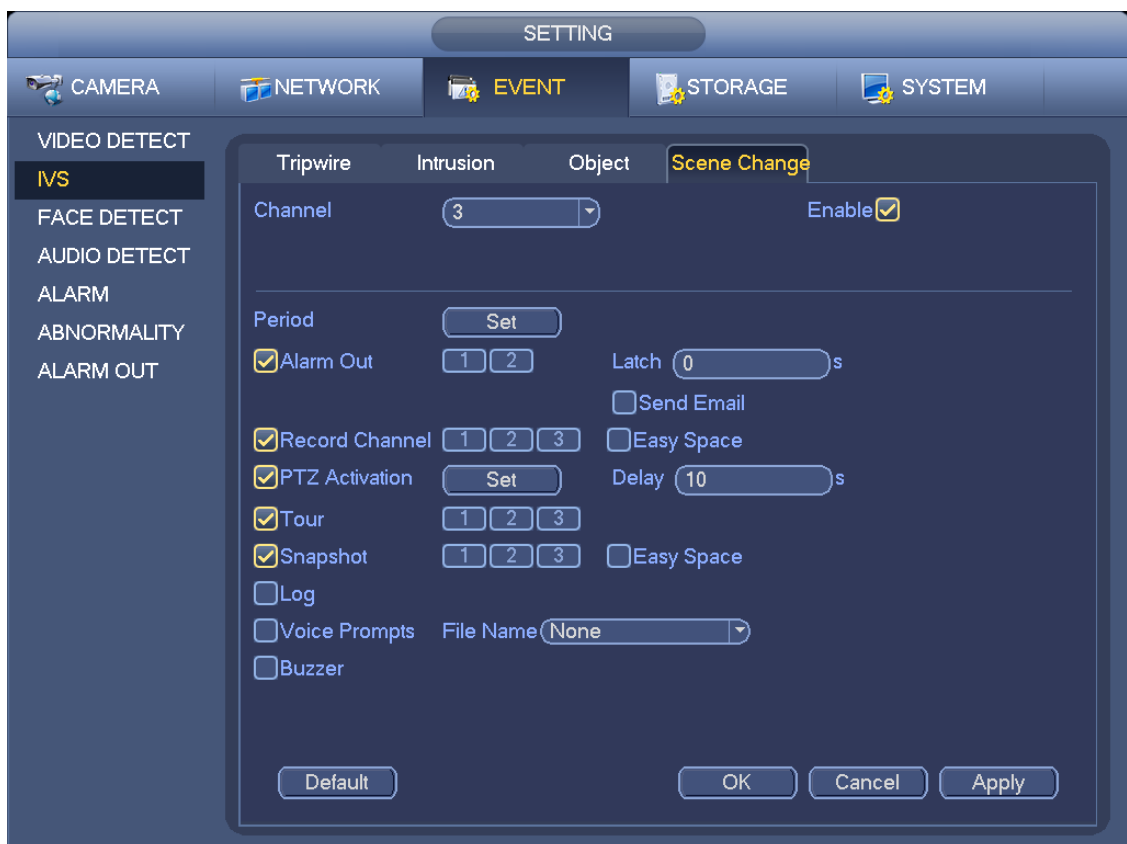 SETTING
CAMERA NETWORK EVENT STORAGE SYSTEM
VIDEO DETECT
IVS
FACE DETECT
AUDIO DETECT
ALARM
ABNORMALITY
ALARM OUT
Tripwire Intrusion Object Scene Change
Channel 3 Enable
Period Set
Alarm Out 1 2 Latch 0 s
Send Email
Record Channel 1 2 3 Easy Space
PTZ Activation Set Delay 10 s
Tour 1 2 3
Snapshot 1 2 3 Easy Space
Log
Voice Prompts File Name None
Buzzer
Default OK Cancel Apply